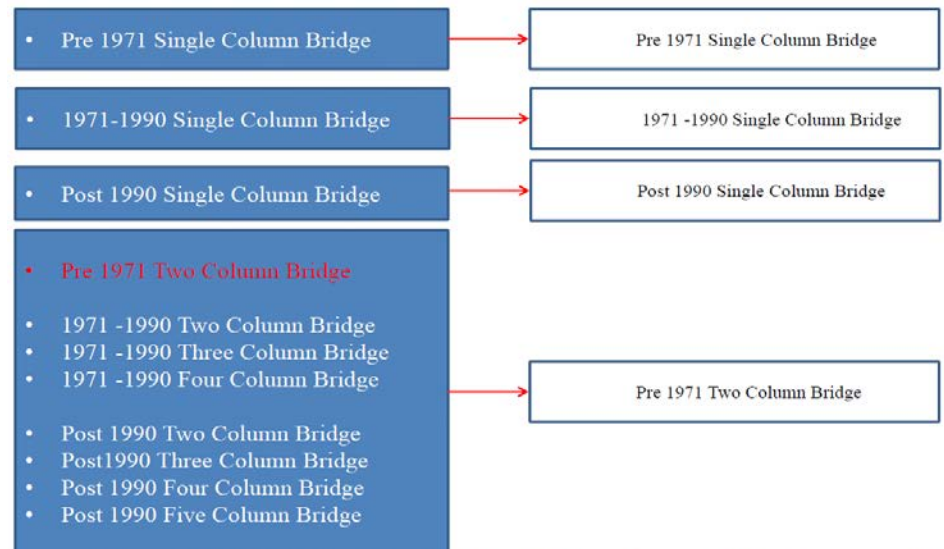 • Pre 1971 Single Column Bridge
Pre 1971 Single Column Bridge
• 1971-1990 Single Column Bridge
1971 -1990 Single Column Bridge
• Post 1990 Single Column Bridge
Post 1990 Single Column Bridge
• Pre 1971 Two Column Bridge
• 1971 -1990 Two Column Bridge
• 1971 -1990 Three Column Bridge
• 1971 -1990 Four Column Bridge
• Post 1990 Two Column Bridge
• Post1990 Three Column Bridge
• Post 1990 Four Column Bridge
• Post 1990 Five Column Bridge
Pre 1971 Two Column Bridge